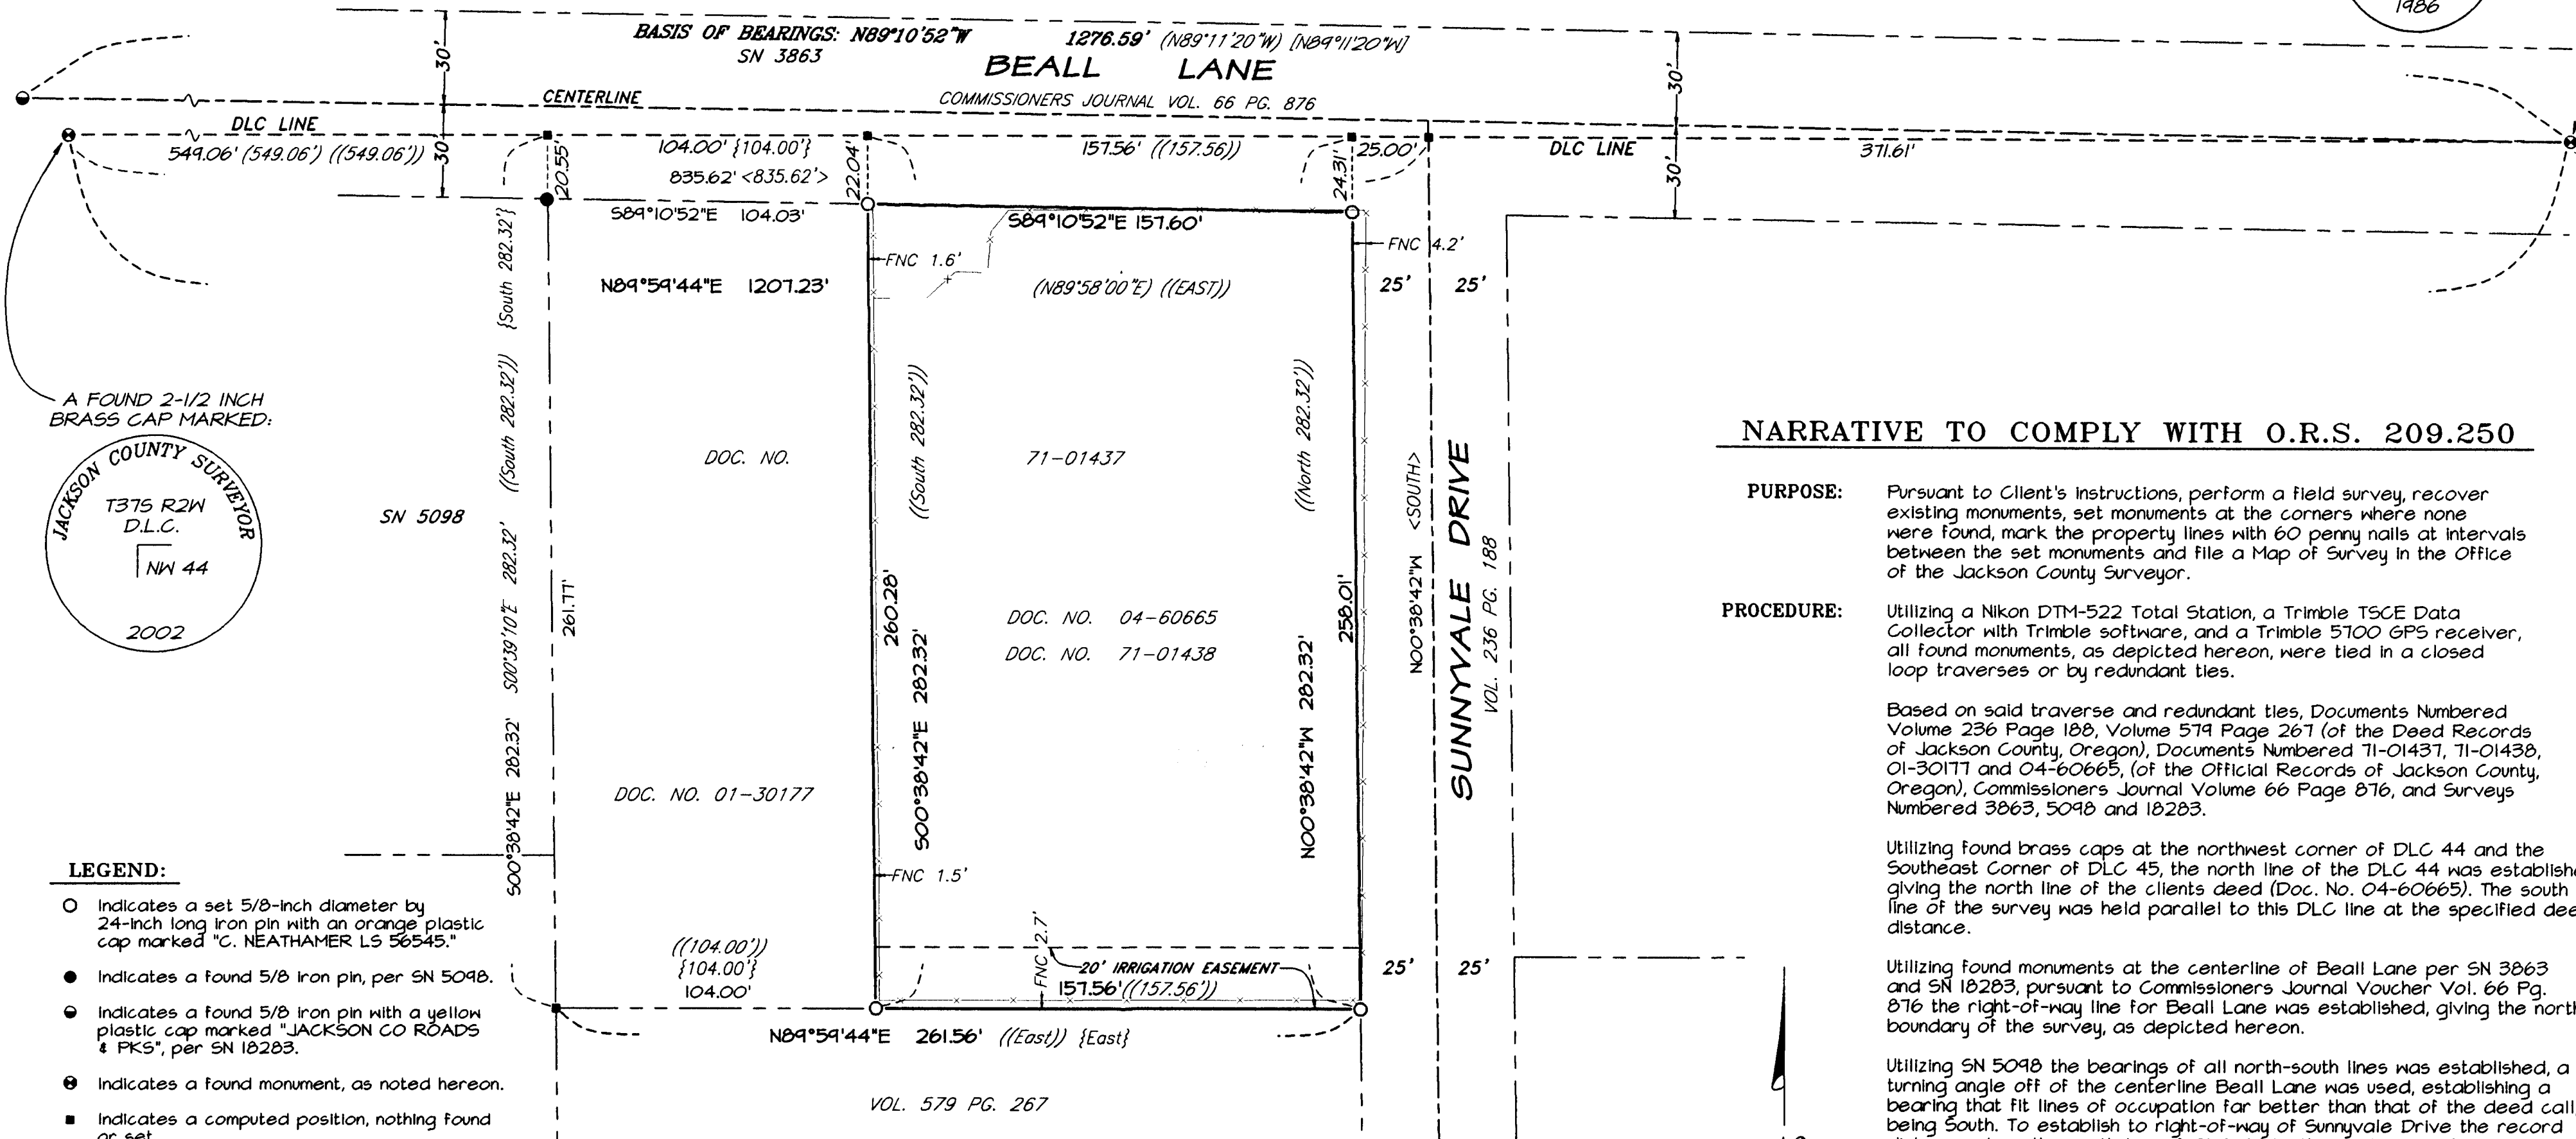 1986
BASIS OF BEARINGS: N89°10'52"W 1276.59' (N89°11'20"W) [N89°11'20"W]
SN 3863
BEALL LANE
30'
30'
CENTERLINE
COMMISSIONERS JOURNAL VOL. 66 PG. 876
DLC LINE
549.06' (549.06') ((549.06'))
30'
20.55'
104.00' {104.00'}
835.62' <835.62'>
22.04'
157.56' ((157.56))
24.31'
25.00'
DLC LINE
371.61'
30'
S89°10'52"E 104.03'
S89°10'52"E 157.60'
FNC 1.6'
FNC 4.2'
N89°59'44"E 1207.23'
(N89°58'00"E) ((EAST))
25' 25'
A FOUND 2-1/2 INCH
BRASS CAP MARKED:
JACKSON COUNTY SURVEYOR
T37S R2W
D.L.C.
NW 44
2002
SN 5098
S00°38'42"E 282.32' S00°39'10"E 282.32' ((South 282.32')) {South 282.32'}
261.77'
DOC. NO. 71-01437
DOC. NO. 01-30177
((South 282.32'))
260.28'
S00°38'42"E 282.32'
DOC. NO. 04-60665
DOC. NO. 71-01438
((North 282.32'))
258.01'
N00°38'42"W 282.32'
N00°38'42"W <SOUTH>
SUNNYVALE DRIVE
VOL. 236 PG. 188
FNC 1.5'
FNC 2.7'
20' IRRIGATION EASEMENT
157.56'((157.56'))
25' 25'
((104.00'))
{104.00'}
104.00'
N89°59'44"E 261.56' ((East)) {East}
VOL. 579 PG. 267
LEGEND:
Indicates a set 5/8-inch diameter by
24-inch long iron pin with an orange plastic
cap marked "C. NEATHAMER LS 56545."
Indicates a found 5/8 iron pin, per SN 5098.
Indicates a found 5/8 iron pin with a yellow
plastic cap marked "JACKSON CO ROADS
& PKS", per SN 18283.
Indicates a found monument, as noted hereon.
Indicates a computed position, nothing found
or set
NARRATIVE TO COMPLY WITH O.R.S. 209.250
PURPOSE: Pursuant to Client's instructions, perform a field survey, recover
existing monuments, set monuments at the corners where none
were found, mark the property lines with 60 penny nails at intervals
between the set monuments and file a Map of Survey in the Office
of the Jackson County Surveyor.
PROCEDURE: Utilizing a Nikon DTM-522 Total Station, a Trimble TSCE Data
Collector with Trimble software, and a Trimble 5700 GPS receiver,
all found monuments, as depicted hereon, were tied in a closed
loop traverses or by redundant ties.
Based on said traverse and redundant ties, Documents Numbered
Volume 236 Page 188, Volume 579 Page 267 (of the Deed Records
of Jackson County, Oregon), Documents Numbered 71-01437, 71-01438,
01-30177 and 04-60665, (of the Official Records of Jackson County,
Oregon), Commissioners Journal Volume 66 Page 876, and Surveys
Numbered 3863, 5098 and 18283.
Utilizing found brass caps at the northwest corner of DLC 44 and the
Southeast Corner of DLC 45, the north line of the DLC 44 was establishe
giving the north line of the clients deed (Doc. No. 04-60665). The south
line of the survey was held parallel to this DLC line at the specified dee
distance.
Utilizing found monuments at the centerline of Beall Lane per SN 3863
and SN 18283, pursuant to Commissioners Journal Voucher Vol. 66 Pg.
876 the right-of-way line for Beall Lane was established, giving the north
boundary of the survey, as depicted hereon.
Utilizing SN 5098 the bearings of all north-south lines was established, a
turning angle off of the centerline Beall Lane was used, establishing a
bearing that fit lines of occupation far better than that of the deed call
being South. To establish to right-of-way of Sunnyvale Drive the record